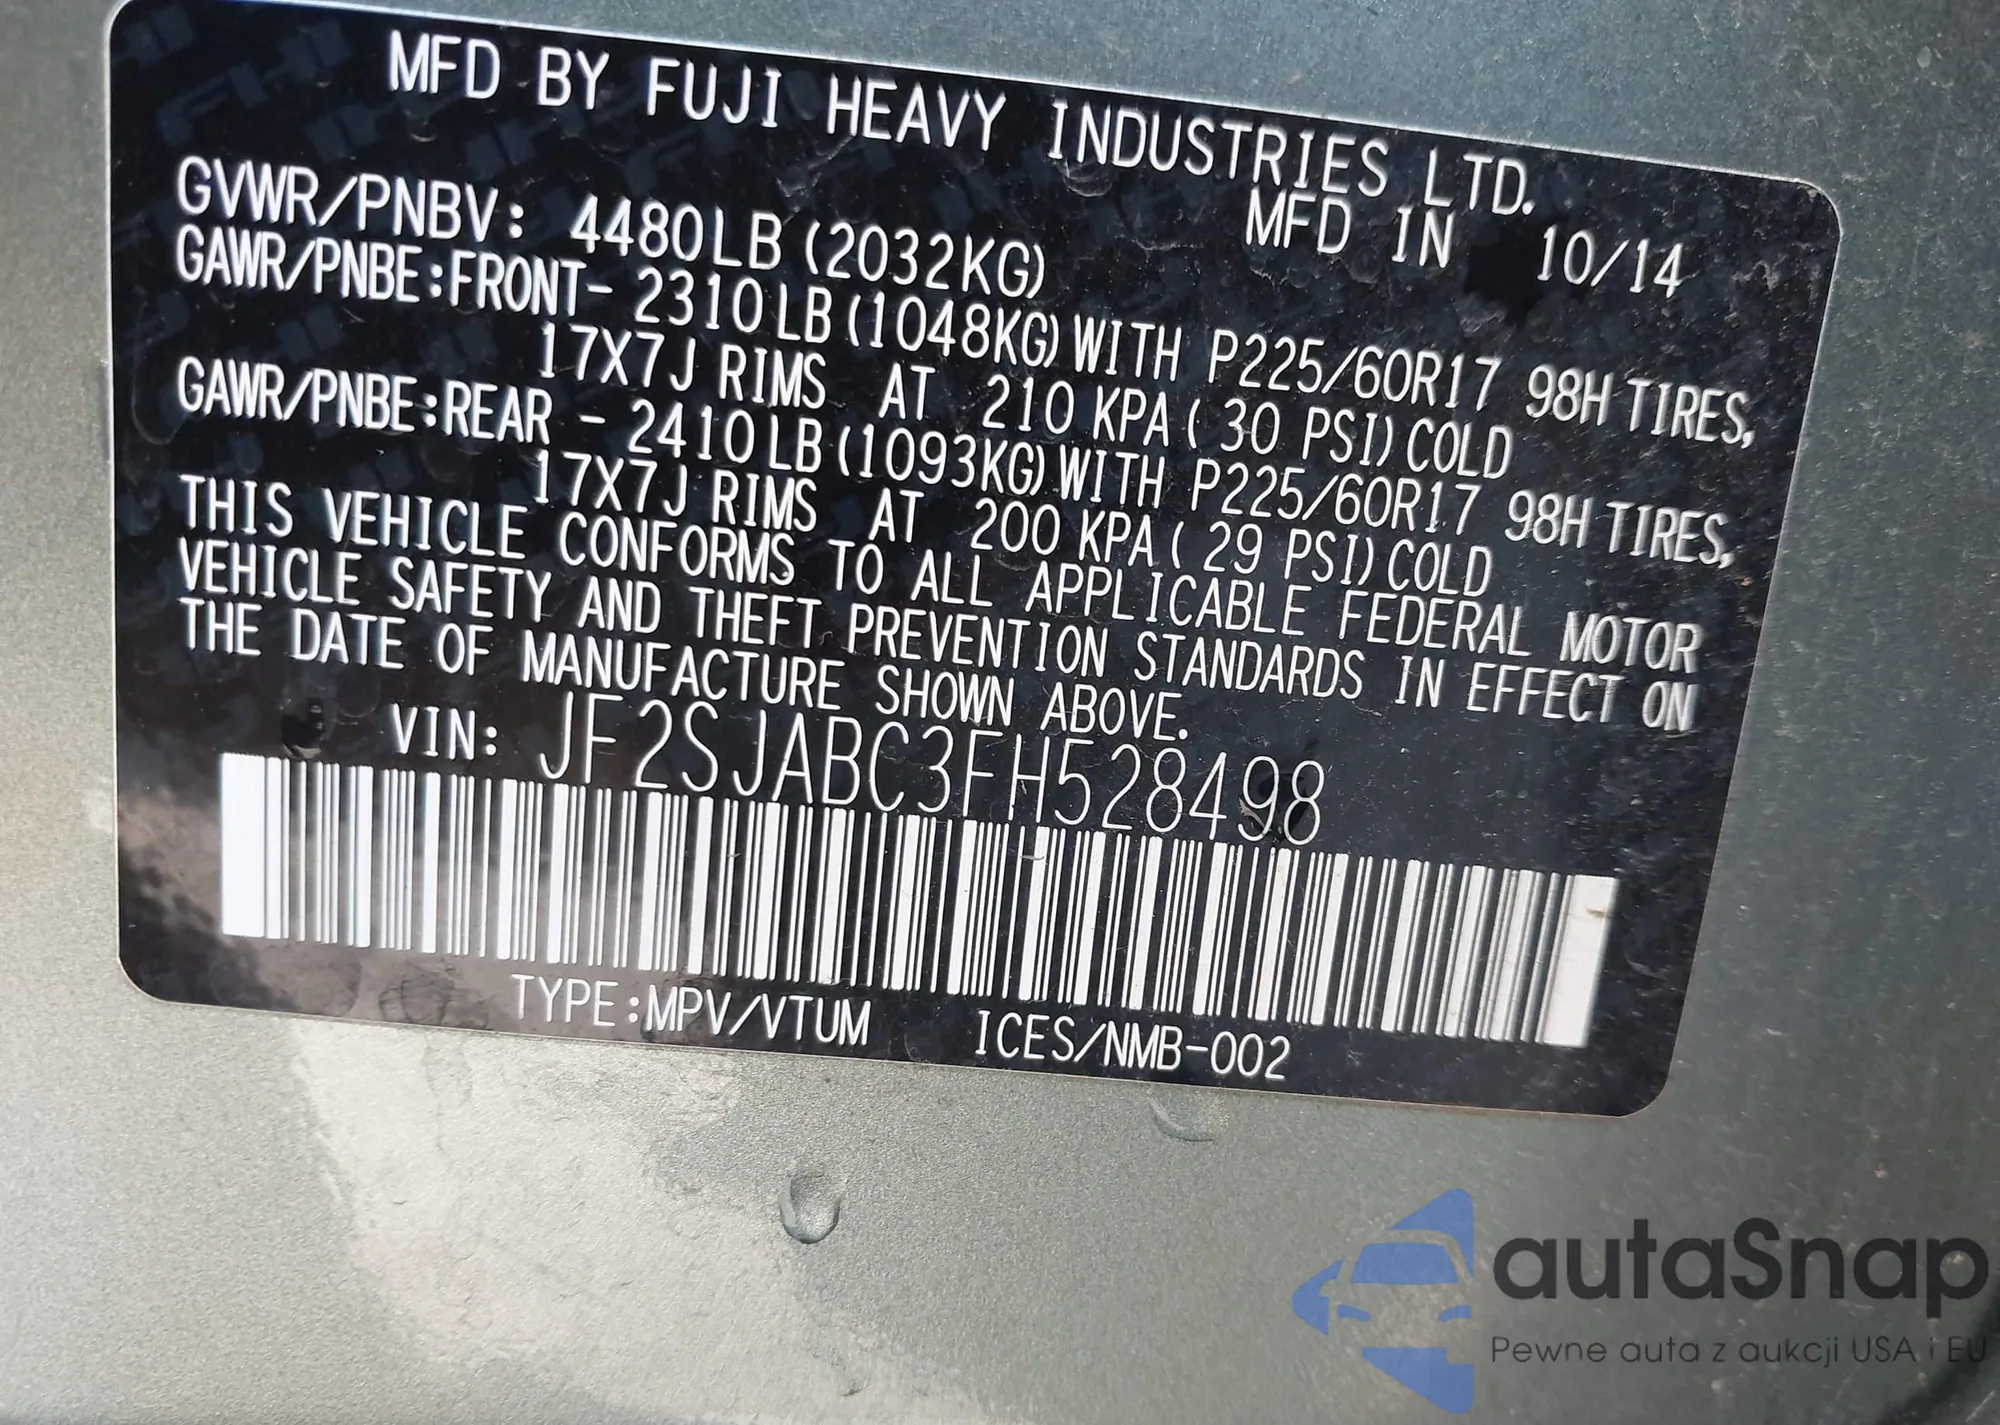 MFD BY FUJI HEAVY INDUSTRIES LTD.
MFD IN 10/14
GVWR/PNBV: 4480LB (2032KG)
GAWR/PNBE:FRONT- 2310LB (1048KG) WITH P225/60R17 98H TIRES,
17X7J RIMS AT 210 KPA ( 30 PSI) COLD
GAWR/PNBE:REAR - 2410LB (1093KG) WITH P225/60R17 98H TIRES,
17X7J RIMS AT 200 KPA ( 29 PSI) COLD
THIS VEHICLE CONFORMS TO ALL APPLICABLE FEDERAL MOTOR
VEHICLE SAFETY AND THEFT PREVENTION STANDARDS IN EFFECT ON
THE DATE OF MANUFACTURE SHOWN ABOVE.
VIN: JF2SJABC3FH528498
TYPE:MPV/VTUM ICES/NMB-002
autaSnap
Pewne auta z aukcji USA i EU